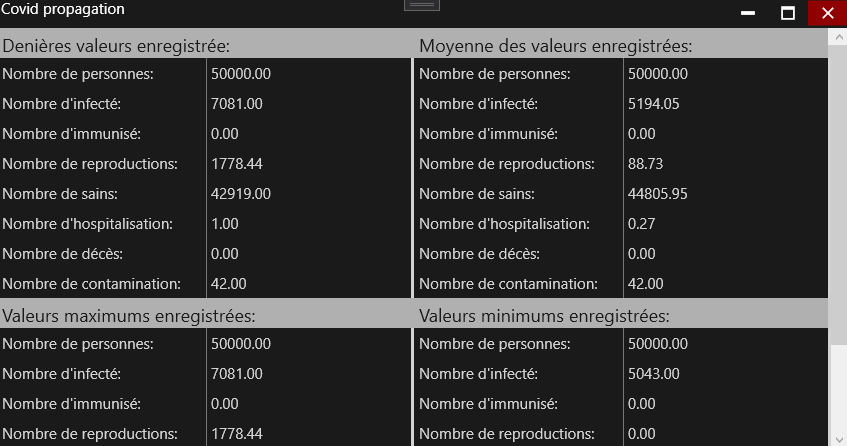 Covid propagation
Denières valeurs enregistrée:
Nombre de personnes: 50000.00
Nombre d'infecté: 7081.00
Nombre d'immunisé: 0.00
Nombre de reproductions: 1778.44
Nombre de sains: 42919.00
Nombre d'hospitalisation: 1.00
Nombre de décès: 0.00
Nombre de contamination: 42.00
Moyenne des valeurs enregistrées:
Nombre de personnes: 50000.00
Nombre d'infecté: 5194.05
Nombre d'immunisé: 0.00
Nombre de reproductions: 88.73
Nombre de sains: 44805.95
Nombre d'hospitalisation: 0.27
Nombre de décès: 0.00
Nombre de contamination: 42.00
Valeurs maximums enregistrées:
Nombre de personnes: 50000.00
Nombre d'infecté: 7081.00
Nombre d'immunisé: 0.00
Nombre de reproductions: 1778.44
Valeurs minimums enregistrées:
Nombre de personnes: 50000.00
Nombre d'infecté: 5043.00
Nombre d'immunisé: 0.00
Nombre de reproductions: 0.00